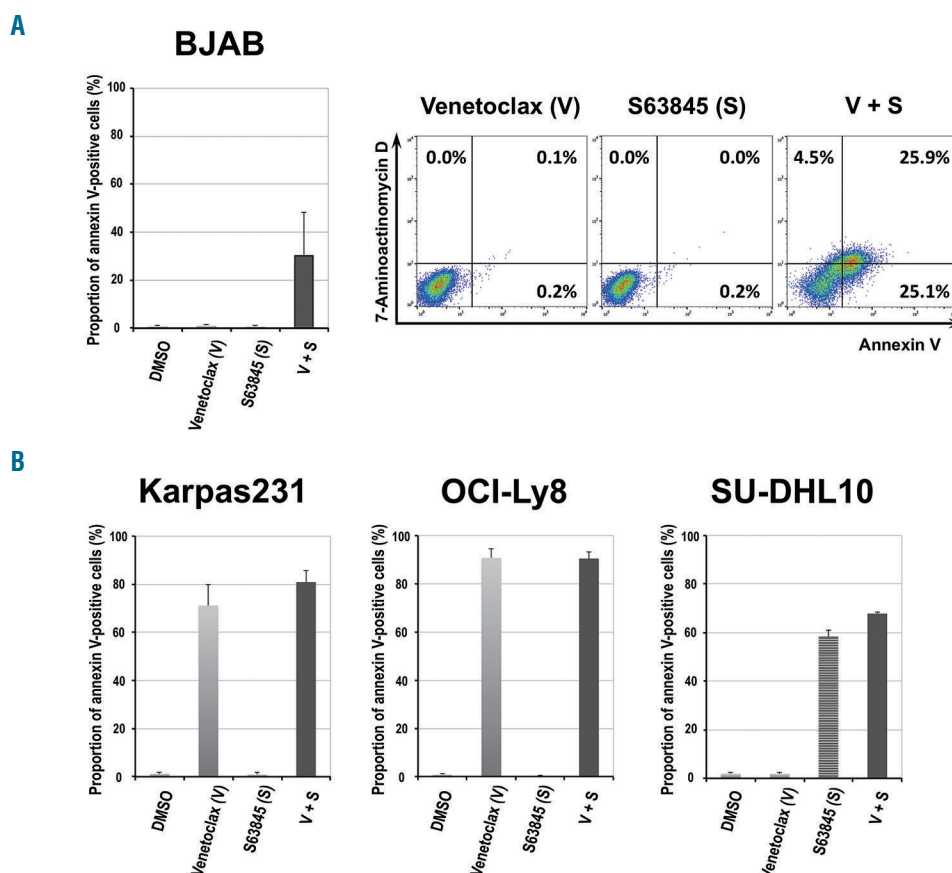 A
BJAB
Proportion of annexin V-positive cells (%)
100
80
60
40
20
0
DMSO
Venetoclax (V)
S63845 (S)
V + S
Venetoclax (V)
S63845 (S)
V + S
7-Aminoactinomycin D
0.0%
0.1%
0.2%
0.0%
0.0%
0.2%
4.5%
25.9%
25.1%
Annexin V
B
Karpas231
Proportion of annexin V-positive cells (%)
100
80
60
40
20
0
DMSO
Venetoclax (V)
S63845 (S)
V + S
OCI-Ly8
Proportion of annexin V-positive cells (%)
100
80
60
40
20
0
DMSO
Venetoclax (V)
S63845 (S)
V + S
SU-DHL10
Proportion of annexin V-positive cells (%)
100
80
60
40
20
0
DMSO
Venetoclax (V)
S63845 (S)
V + S